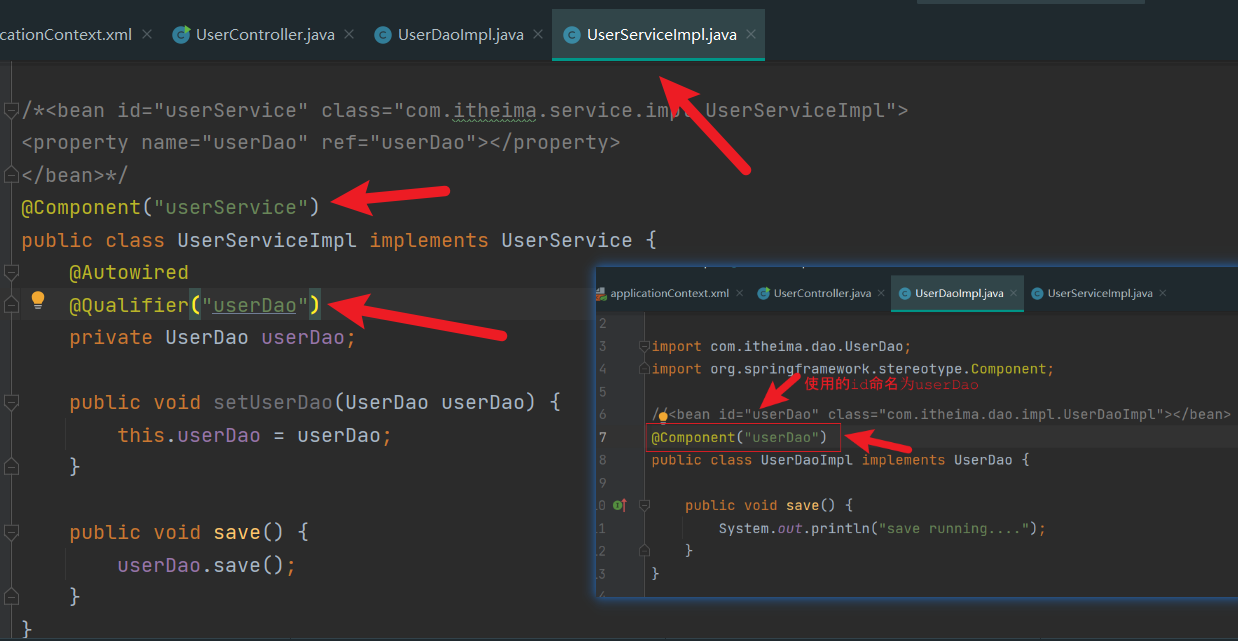 cationContext.xml × UserController.java × UserDaoImpl.java × UserServiceImpl.java ×
/*<bean id="userService" class="com.itheima.service.impl.UserServiceImpl">
<property name="userDao" ref="userDao"></property>
</bean>*/
@Component("userService")
public class UserServiceImpl implements UserService {
@Autowired
@Qualifier("userDao")
private UserDao userDao;
public void setUserDao(UserDao userDao) {
this.userDao = userDao;
}
public void save() {
userDao.save();
}
}
applicationContext.xml × UserController.java × UserDaoImpl.java × UserServiceImpl.java ×
2
3 import com.itheima.dao.UserDao;
4 import org.springframework.stereotype.Component;
5 使用的id命名为userDao
6 //<bean id="userDao" class="com.itheima.dao.impl.UserDaoImpl"></bean>
7 @Component("userDao")
8 public class UserDaoImpl implements UserDao {
9
0 public void save() {
1 System.out.println("save running....");
2 }
3 }